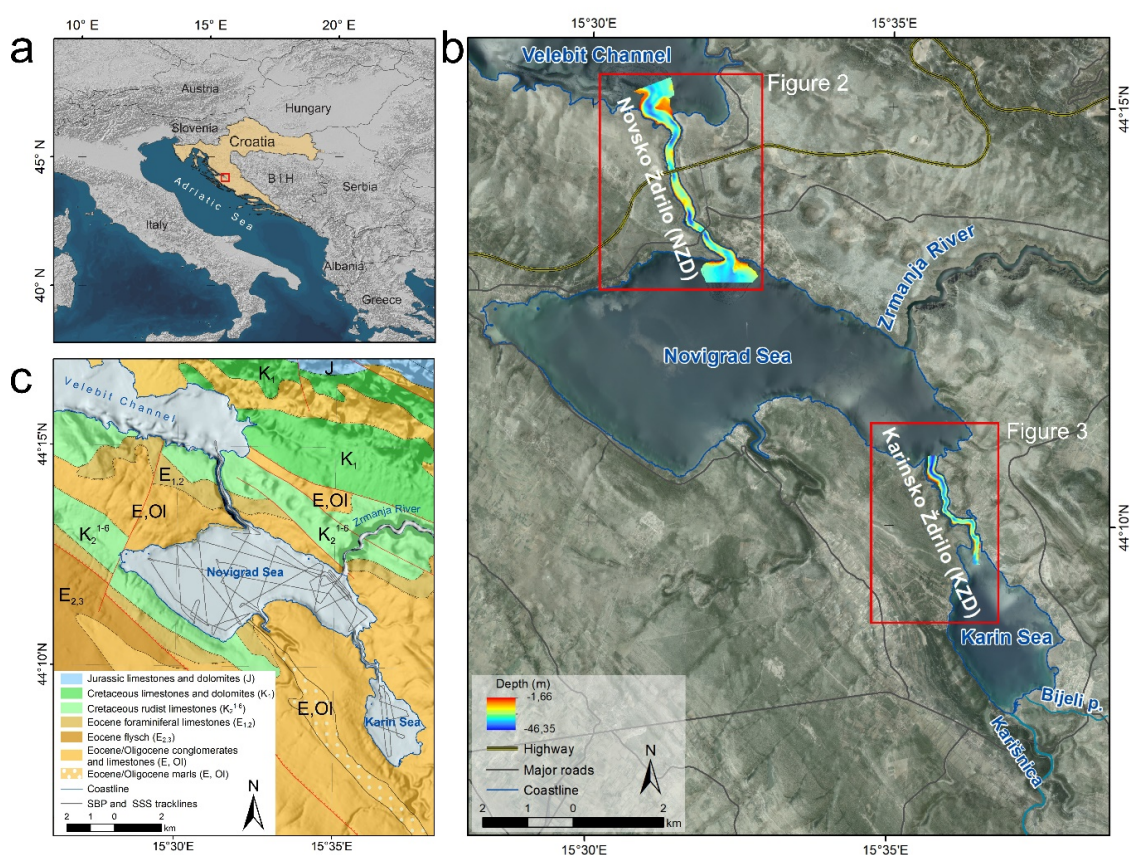 10° E
15° E
20° E
a
Austria
Hungary
Slovenia
Croatia
45° N
B I H
Serbia
Adriatic Sea
Italy
Albania
40° N
Greece
b
15°30'E
15°35'E
Velebit Channel
Figure 2
44°15'N
Novsko Ždrilo (NZD)
Zrmanja River
Novigrad Sea
Figure 3
Karinsko Ždrilo (KZD)
44°10'N
Karin Sea
Bijeli p.
Karišnica
Depth (m)
-1,66
-46,35
Highway
Major roads
Coastline
N
2 1 0 2
km
15°30'E
15°35'E
c
Velebit Channel
K1
J
44°15'N
K1
E1,2
E,OI
E,OI
Zrmanja River
K2 1-6
K2 1-6
Novigrad Sea
E2,3
44°10'N
E,OI
Karin Sea
Jurassic limestones and dolomites (J)
Cretaceous limestones and dolomites (K1)
Cretaceous rudist limestones (K2 1-6)
Eocene foraminiferal limestones (E1,2)
Eocene flysch (E2,3)
Eocene/Oligocene conglomerates
and limestones (E, OI)
Eocene/Oligocene marls (E, OI)
Coastline
SBP and SSS tracklines
N
2 1 0 2
km
15°30'E
15°35'E